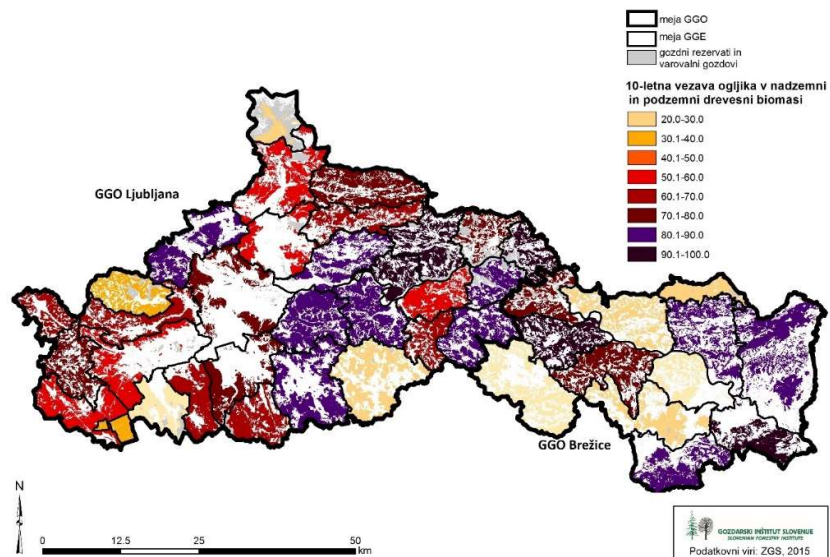 meja GGO
meja GGE
gozdni rezervati in
varovalni gozdovi
10-letna vezava ogljika v nadzemni
in podzemni drevesni biomasi
20.0-30.0
30.1-40.0
40.1-50.0
50.1-60.0
60.1-70.0
70.1-80.0
80.1-90.0
90.1-100.0
GGO Ljubljana
GGO Brežice
N
0 12.5 25 50
km
GOZDARSKI INŠTITUT SLOVENIJE
SLOVENIAN FORESTRY INSTITUTE
Podatkovni viri: ZGS, 2015